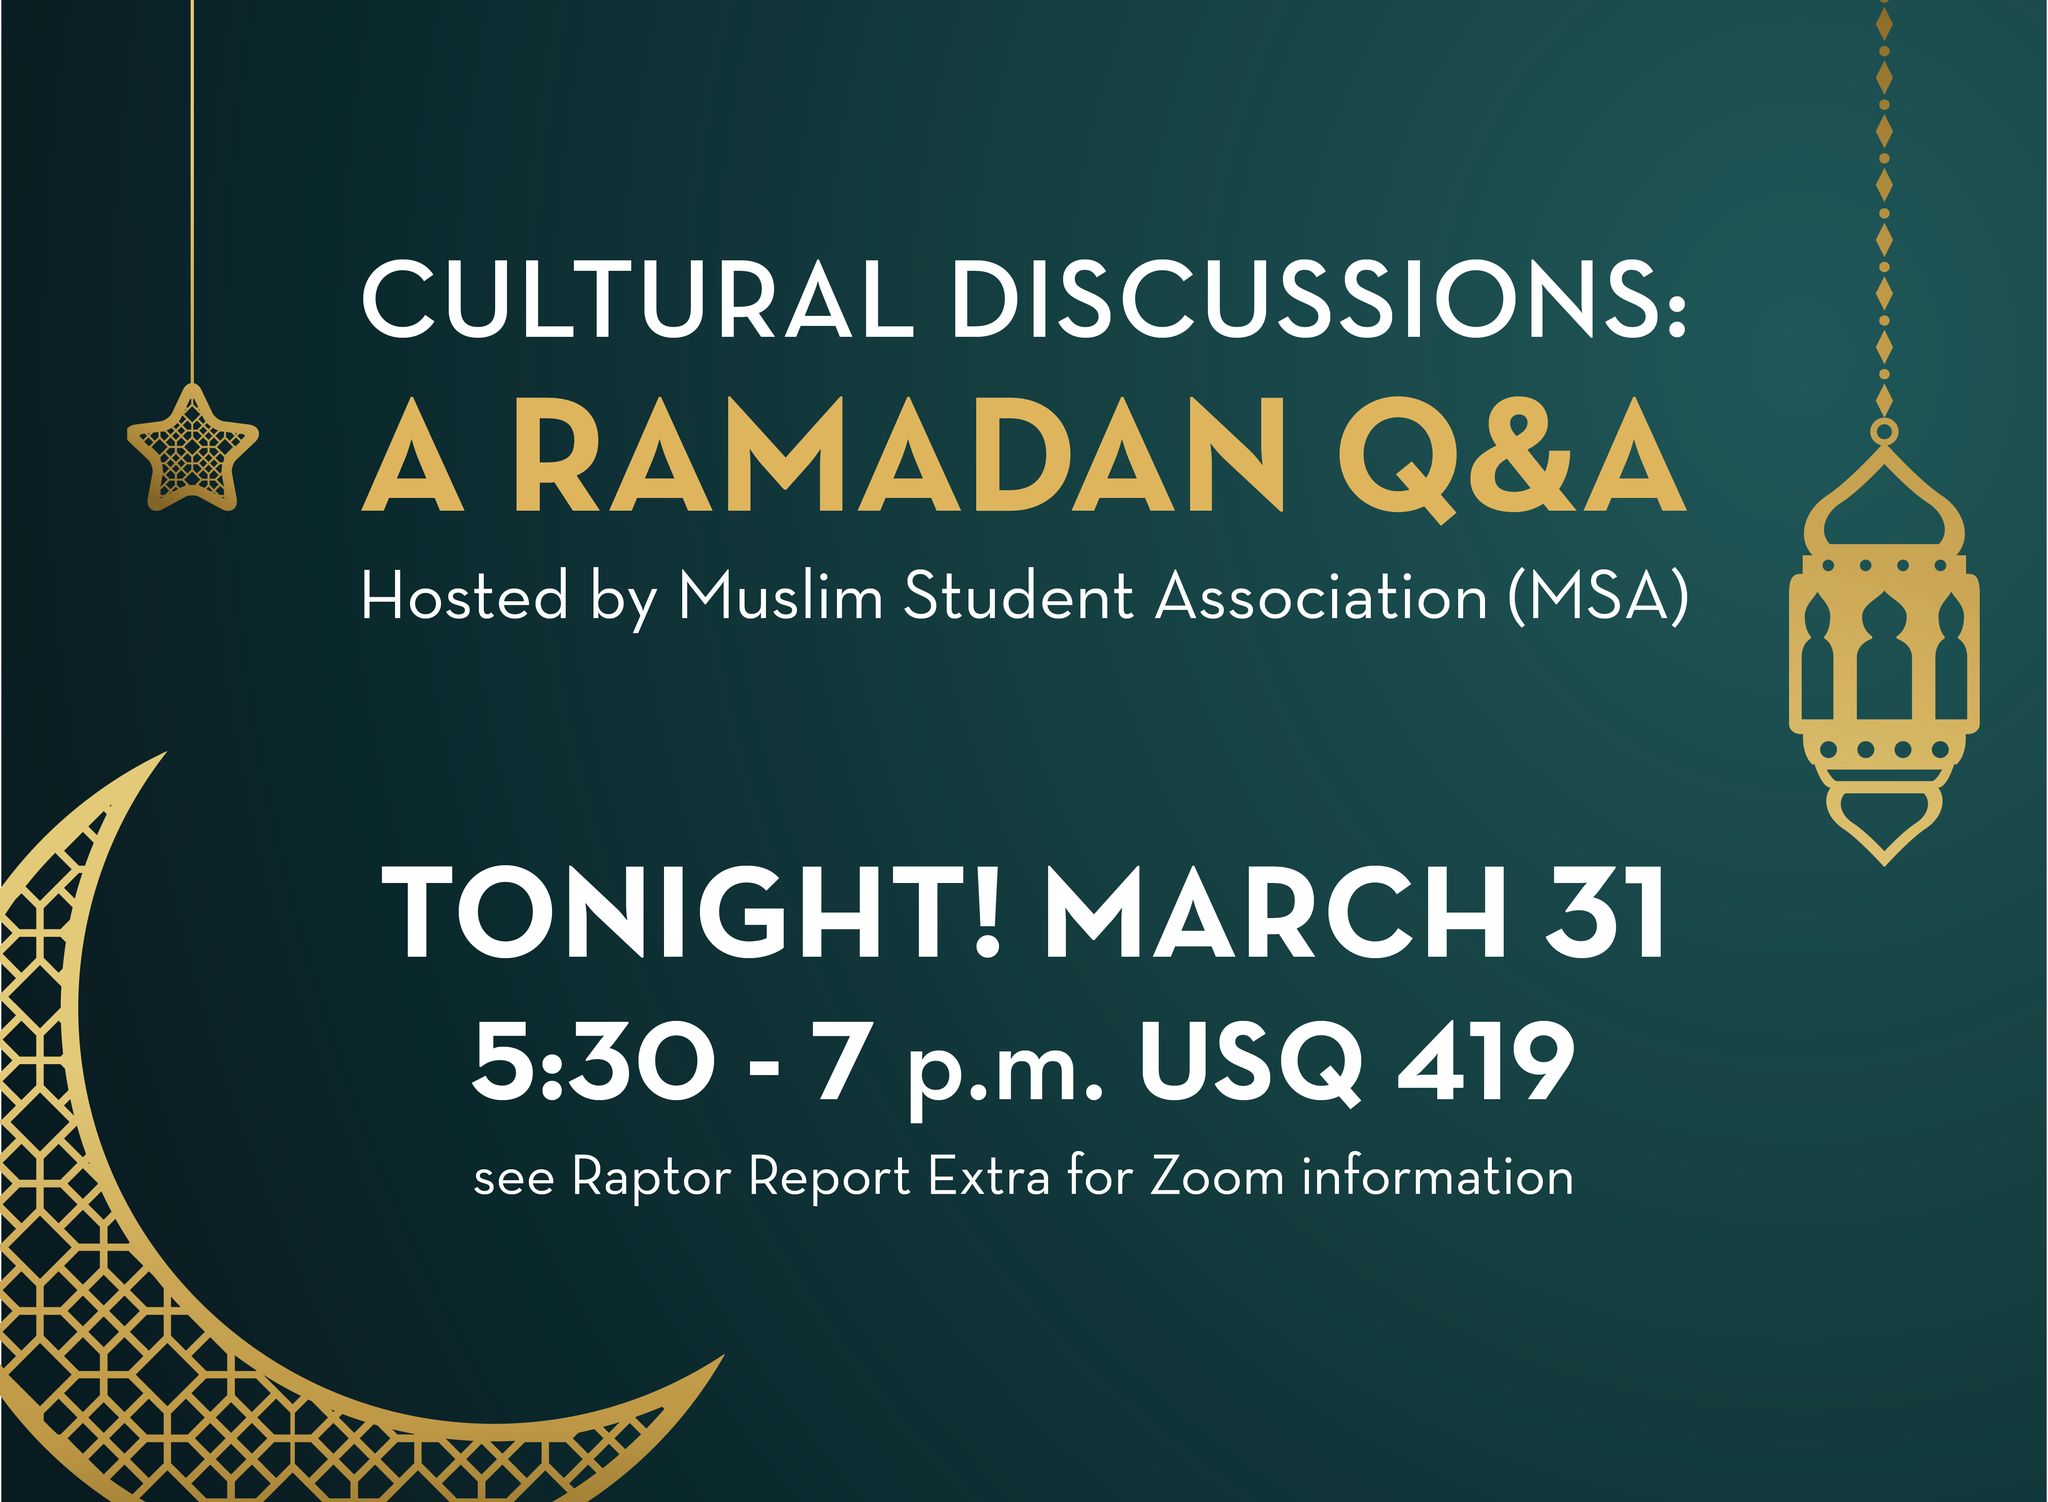 CULTURAL DISCUSSIONS:
A RAMADAN Q&A
Hosted by Muslim Student Association (MSA)
TONIGHT! MARCH 31
5:30 - 7 p.m. USQ 419
see Raptor Report Extra for Zoom information